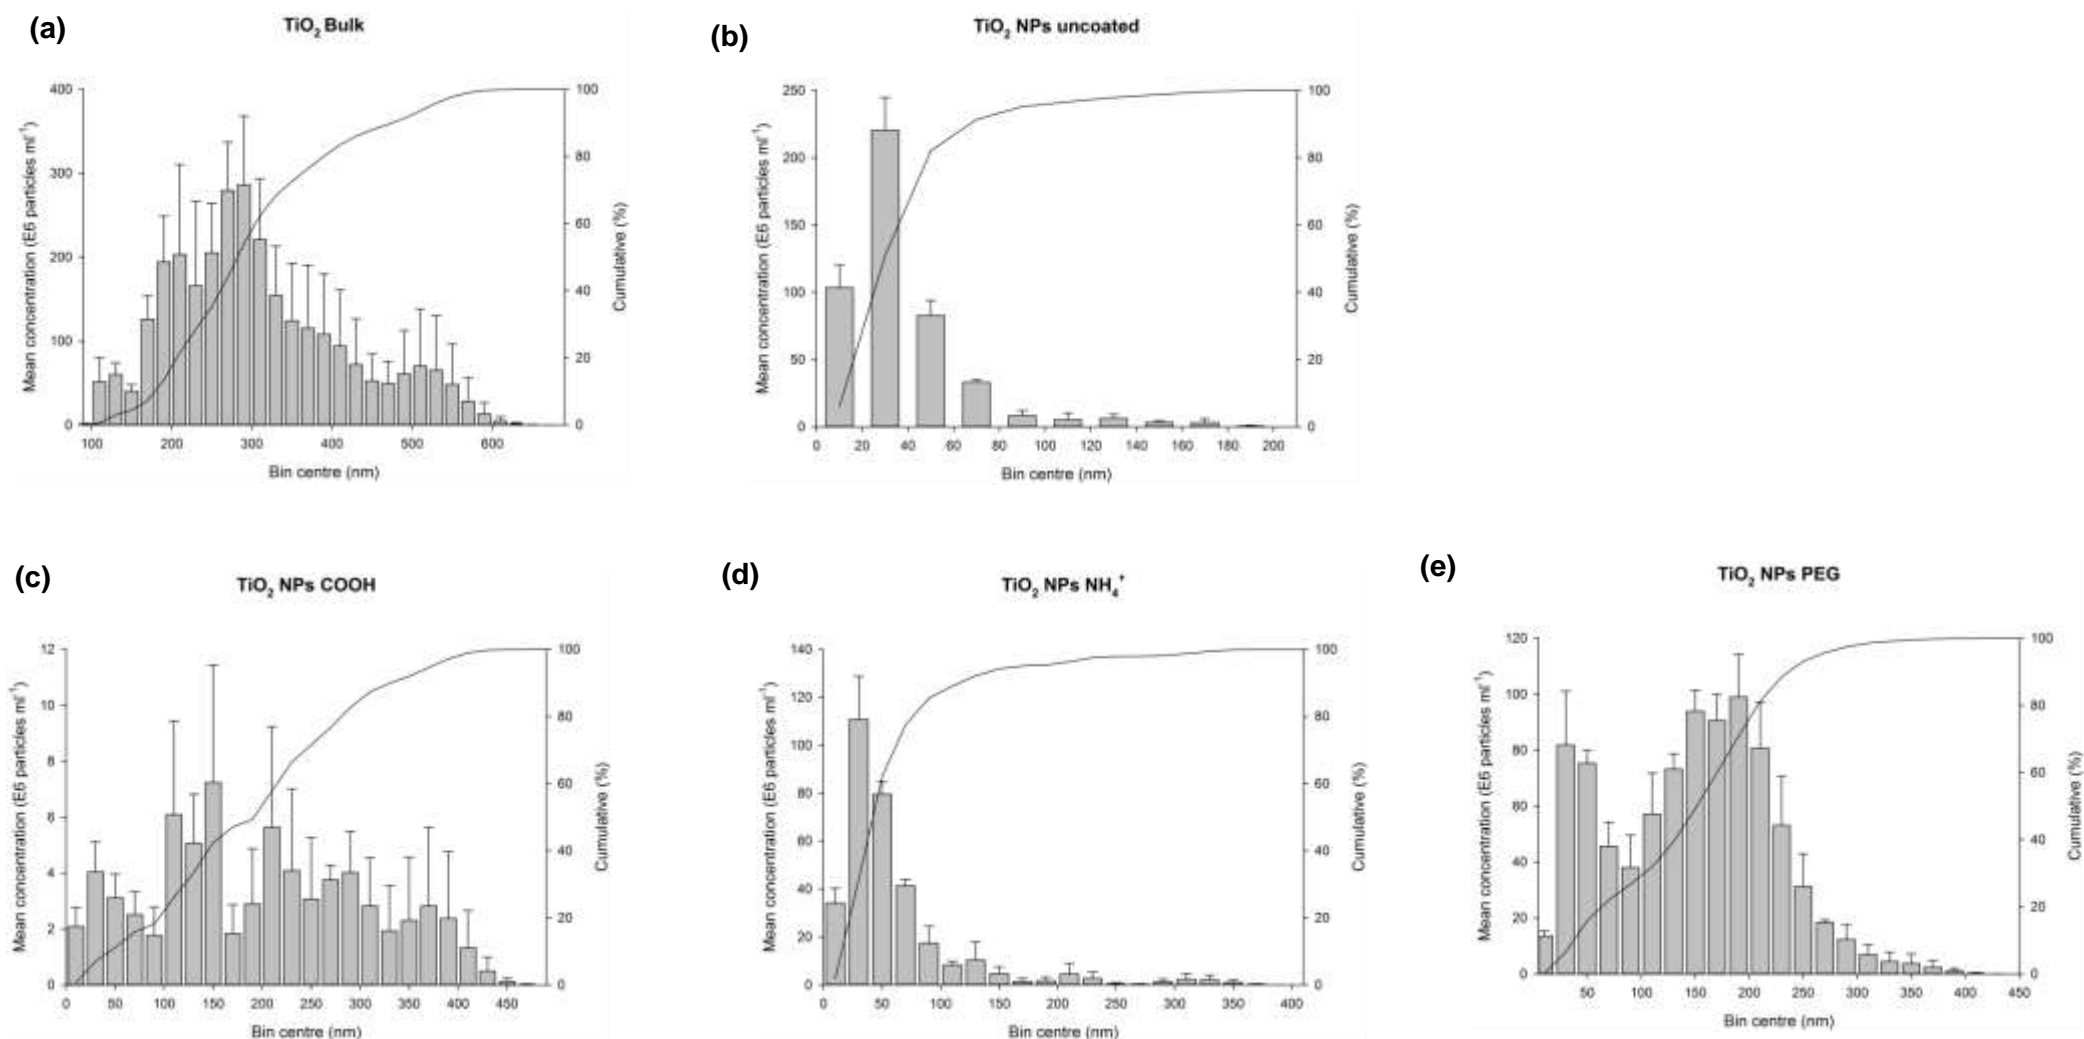 (a)
TiO2 Bulk
400
300
200
100
0
100
80
60
40
20
0
100 200 300 400 500 600
Mean concentration (E6 particles ml-1)
Cumulative (%)
Bin centre (nm)
(b)
TiO2 NPs uncoated
250
200
150
100
50
0
100
80
60
40
20
0
0 20 40 60 80 100 120 140 160 180 200
Mean concentration (E6 particles ml-1)
Cumulative (%)
Bin centre (nm)
(c)
TiO2 NPs COOH
12
10
8
6
4
2
0
100
80
60
40
20
0
0 50 100 150 200 250 300 350 400 450
Mean concentration (E6 particles ml-1)
Cumulative (%)
Bin centre (nm)
(d)
TiO2 NPs NH4+
140
120
100
80
60
40
20
0
100
80
60
40
20
0
0 50 100 150 200 250 300 350 400
Mean concentration (E6 particles ml-1)
Cumulative (%)
Bin centre (nm)
(e)
TiO2 NPs PEG
120
100
80
60
40
20
0
100
80
60
40
20
0
50 100 150 200 250 300 350 400 450
Mean concentration (E6 particles ml-1)
Cumulative (%)
Bin centre (nm)